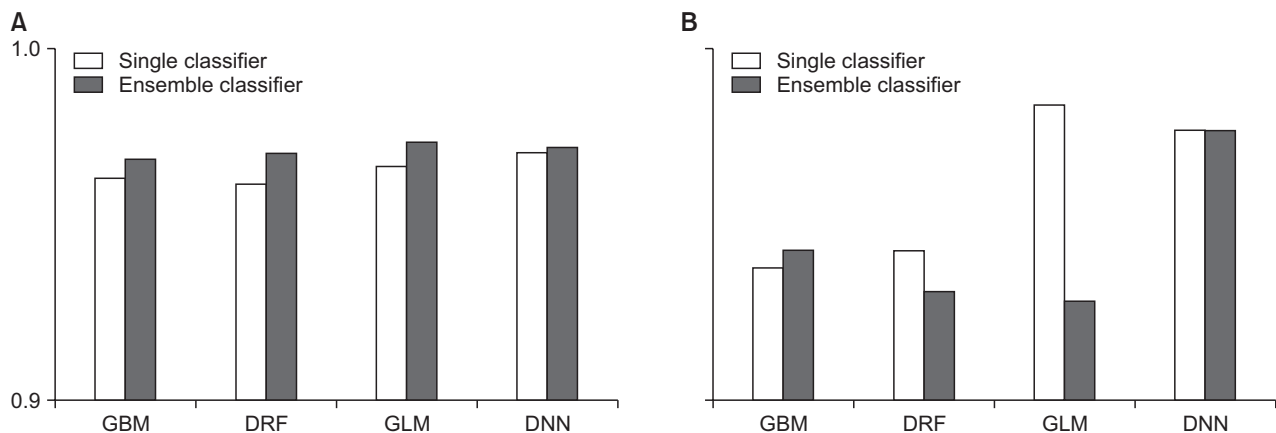 A
1.0
Single classifier
Ensemble classifier
0.9
GBM DRF GLM DNN
B
Single classifier
Ensemble classifier
GBM DRF GLM DNN